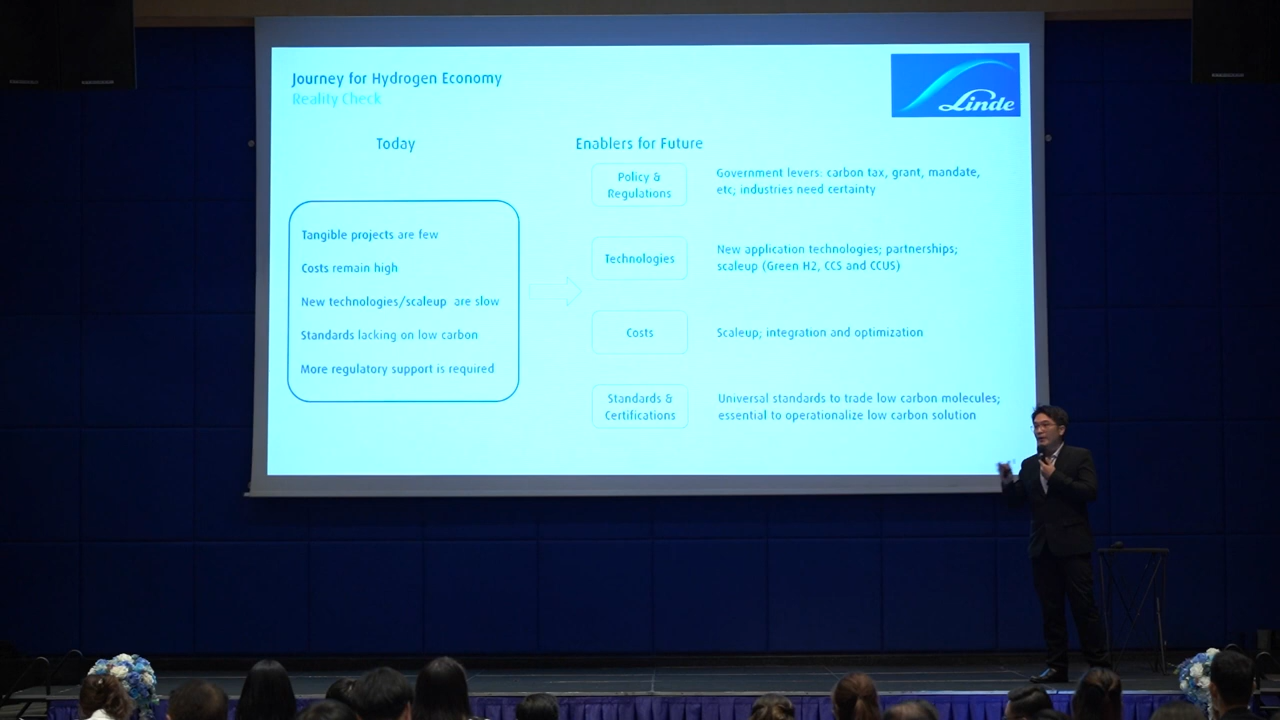 Journey for Hydrogen Economy
Reality Check
Linde
Today
Tangible projects are few
Costs remain high
New technologies/scaleup are slow
Standards lacking on low carbon
More regulatory support is required
Enablers for Future
Policy &
Regulations
Government levers: carbon tax, grant, mandate,
etc; industries need certainty
Technologies
New application technologies; partnerships;
scaleup (Green H2, CCS and CCUS)
Costs
Scaleup; integration and optimization
Standards &
Certifications
Universal standards to trade low carbon molecules;
essential to operationalize low carbon solution